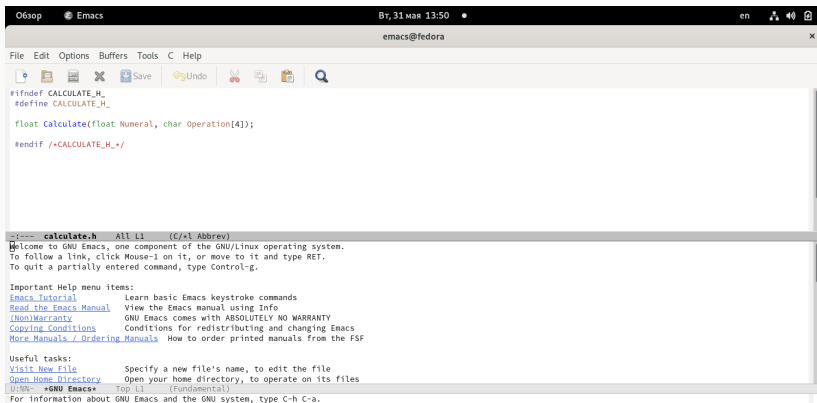 Обзор Emacs Вт, 31 мая 13:50 en
emacs@fedora
File Edit Options Buffers Tools C Help
Save Undo
#ifndef CALCULATE_H_
#define CALCULATE_H_
float Calculate(float Numeral, char Operation[4]);
#endif /*CALCULATE_H_*/
-:--- calculate.h All L1 (C/*l Abbrev)
Welcome to GNU Emacs, one component of the GNU/Linux operating system.
To follow a link, click Mouse-1 on it, or move to it and type RET.
To quit a partially entered command, type Control-g.
Important Help menu items:
Emacs Tutorial Learn basic Emacs keystroke commands
Read the Emacs Manual View the Emacs manual using Info
(Non)Warranty GNU Emacs comes with ABSOLUTELY NO WARRANTY
Copying Conditions Conditions for redistributing and changing Emacs
More Manuals / Ordering Manuals How to order printed manuals from the FSF
Useful tasks:
Visit New File Specify a new file's name, to edit the file
Open Home Directory Open your home directory, to operate on its files
U:%%- *GNU Emacs* Top L1 (Fundamental)
For information about GNU Emacs and the GNU system, type C-h C-a.